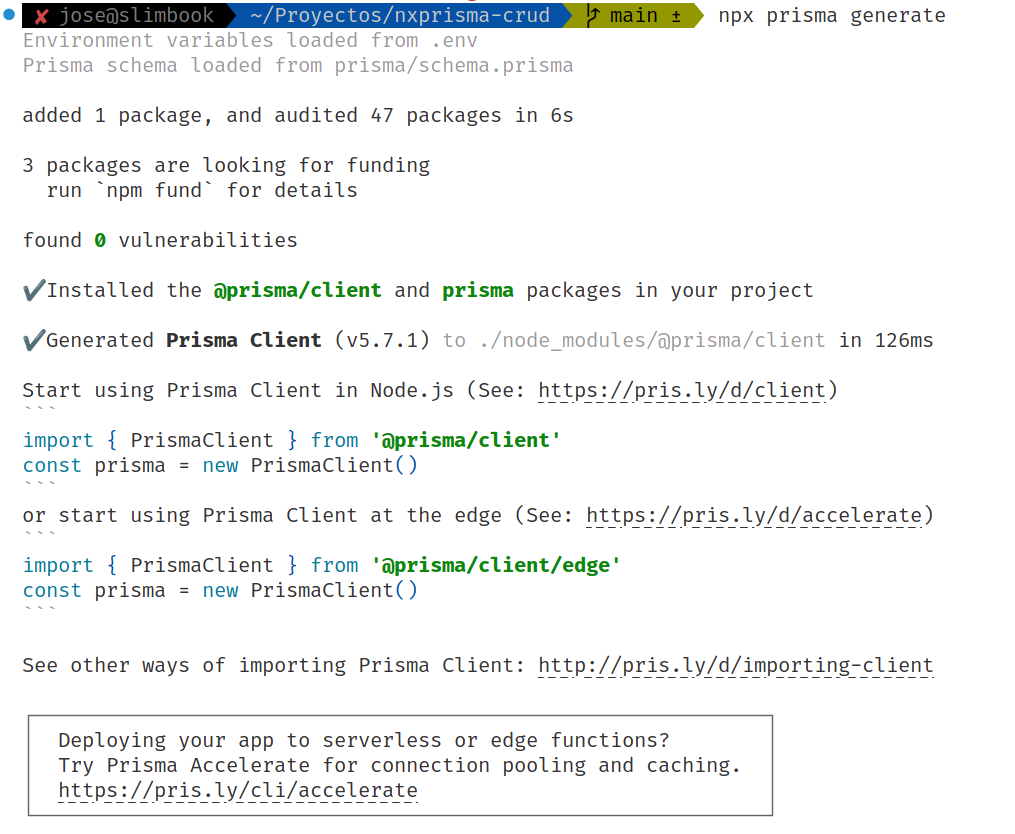 ✘ jose@slimbook ~/Proyectos/nxprisma-crud main ± npx prisma generate
Environment variables loaded from .env
Prisma schema loaded from prisma/schema.prisma
added 1 package, and audited 47 packages in 6s
3 packages are looking for funding
  run `npm fund` for details
found 0 vulnerabilities
✔Installed the @prisma/client and prisma packages in your project
✔Generated Prisma Client (v5.7.1) to ./node_modules/@prisma/client in 126ms
Start using Prisma Client in Node.js (See: https://pris.ly/d/client)
```
import { PrismaClient } from '@prisma/client'
const prisma = new PrismaClient()
```
or start using Prisma Client at the edge (See: https://pris.ly/d/accelerate)
```
import { PrismaClient } from '@prisma/client/edge'
const prisma = new PrismaClient()
```
See other ways of importing Prisma Client: http://pris.ly/d/importing-client
Deploying your app to serverless or edge functions?
Try Prisma Accelerate for connection pooling and caching.
https://pris.ly/cli/accelerate